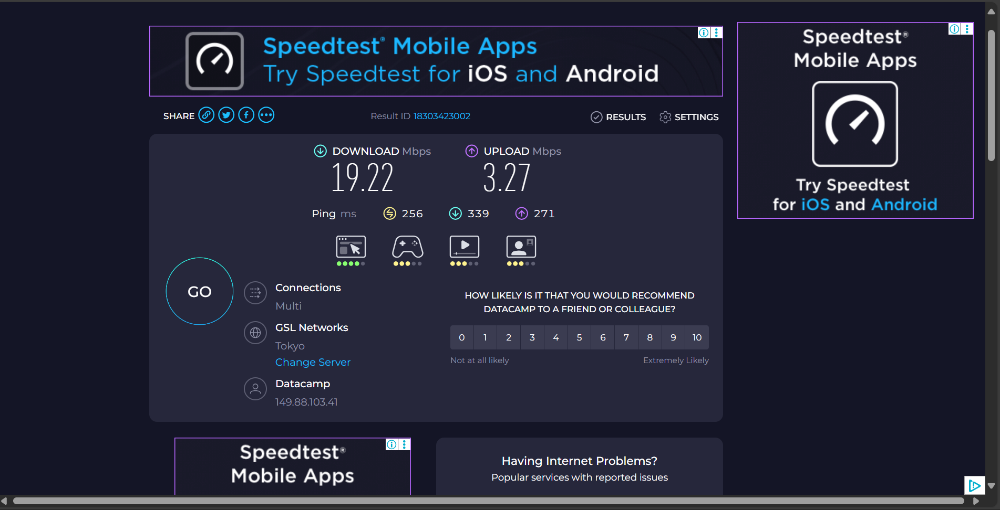 Speedtest® Mobile Apps
Try Speedtest for iOS and Android
Speedtest®
Mobile Apps
Try Speedtest
for iOS and Android
SHARE
Result ID 18303423002
RESULTS
SETTINGS
DOWNLOAD Mbps
19.22
UPLOAD Mbps
3.27
Ping ms 256 339 271
GO
Connections
Multi
GSL Networks
Tokyo
Change Server
Datacamp
149.88.103.41
HOW LIKELY IS IT THAT YOU WOULD RECOMMEND
DATACAMP TO A FRIEND OR COLLEAGUE?
0 1 2 3 4 5 6 7 8 9 10
Not at all likely
Extremely Likely
Speedtest®
Mobile Apps
Having Internet Problems?
Popular services with reported issues